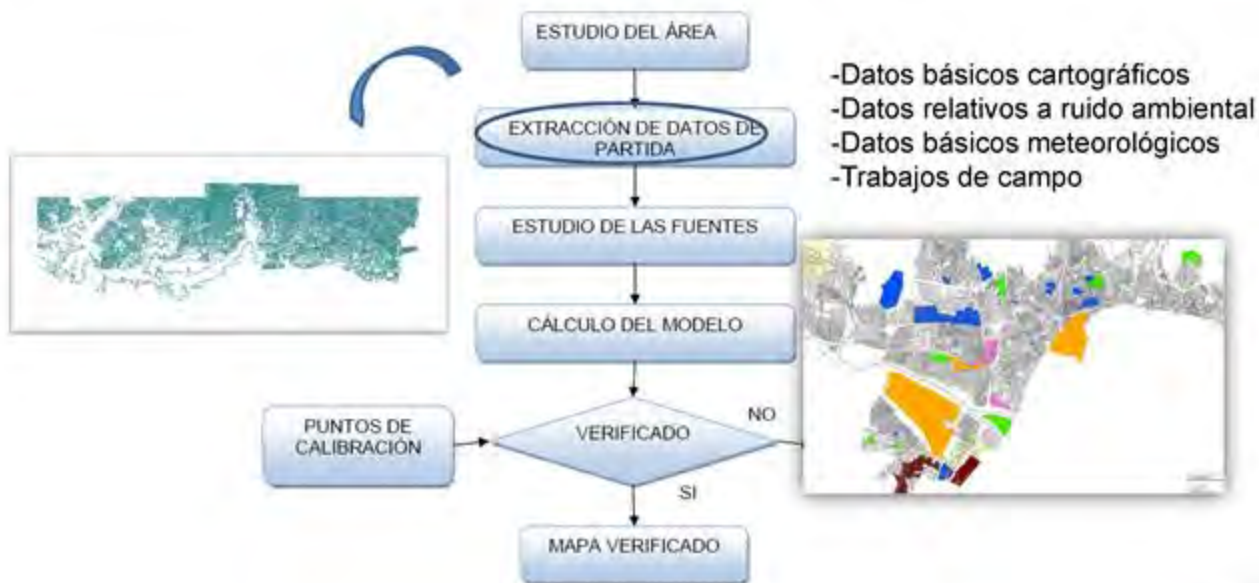 ESTUDIO DEL ÁREA
EXTRACCIÓN DE DATOS DE
PARTIDA
-Datos básicos cartográficos
-Datos relativos a ruido ambiental
-Datos básicos meteorológicos
-Trabajos de campo
ESTUDIO DE LAS FUENTES
CÁLCULO DEL MODELO
PUNTOS DE
CALIBRACIÓN
VERIFICADO
NO
SI
MAPA VERIFICADO